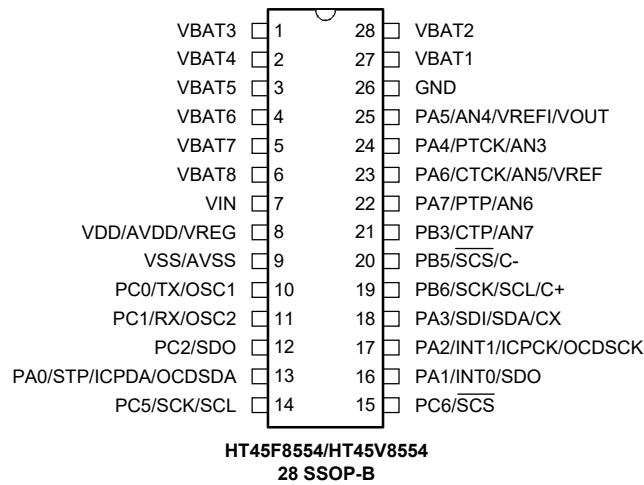 VBAT3 1 28 VBAT2
VBAT4 2 27 VBAT1
VBAT5 3 26 GND
VBAT6 4 25 PA5/AN4/VREFI/VOUT
VBAT7 5 24 PA4/PTCK/AN3
VBAT8 6 23 PA6/CTCK/AN5/VREF
VIN 7 22 PA7/PTP/AN6
VDD/AVDD/VREG 8 21 PB3/CTP/AN7
VSS/AVSS 9 20 PB5/S̅C̅S̅/C-
PC0/TX/OSC1 10 19 PB6/SCK/SCL/C+
PC1/RX/OSC2 11 18 PA3/SDI/SDA/CX
PC2/SDO 12 17 PA2/INT1/ICPCK/OCDSCK
PA0/STP/ICPDA/OCDSDA 13 16 PA1/INT0/SDO
PC5/SCK/SCL 14 15 PC6/S̅C̅S̅
HT45F8554/HT45V8554
28 SSOP-B